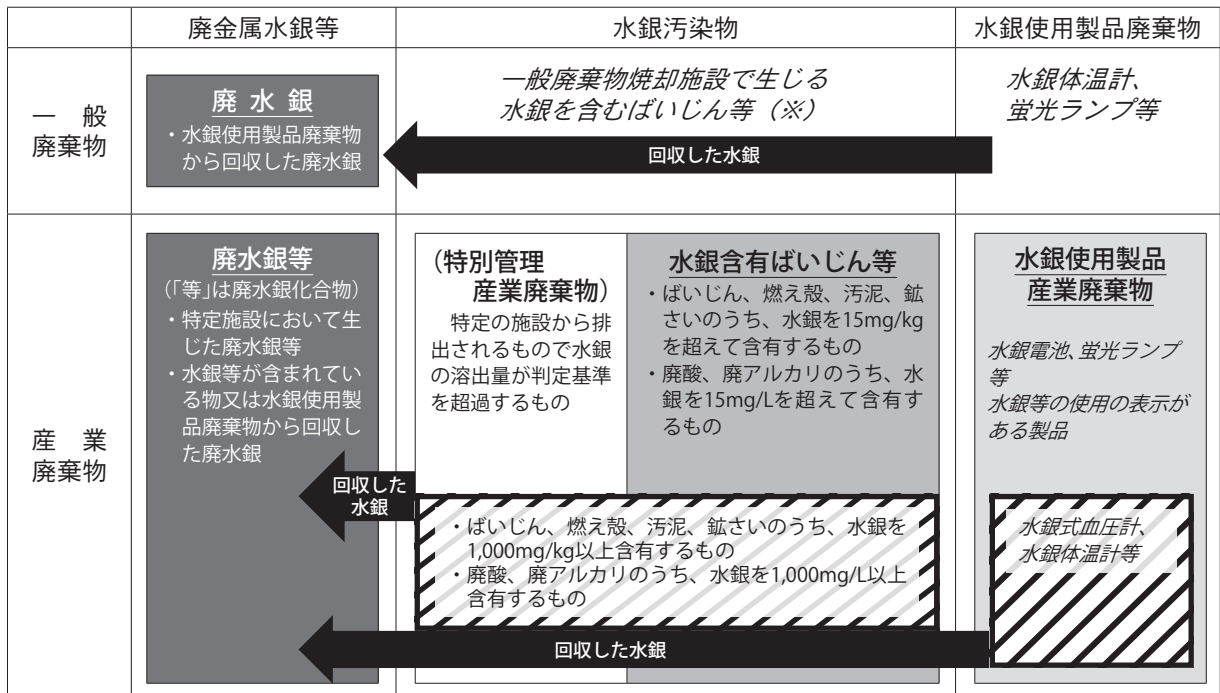 廃金属水銀等
水銀汚染物
水銀使用製品廃棄物
一　般
廃棄物
廃 水 銀
・水銀使用製品廃棄物
から回収した廃水銀
一般廃棄物焼却施設で生じる
水銀を含むばいじん等（※）
水銀体温計、
蛍光ランプ等
回収した水銀
産　業
廃棄物
廃水銀等
（「等」は廃水銀化合物）
・特定施設において生
じた廃水銀等
・水銀等が含まれてい
る物又は水銀使用製
品廃棄物から回収し
た廃水銀
（特別管理
産業廃棄物）
特定の施設から排
出されるもので水銀
の溶出量が判定基準
を超過するもの
水銀含有ばいじん等
・ばいじん、燃え殻、汚泥、鉱
さいのうち、水銀を15mg/kg
を超えて含有するもの
・廃酸、廃アルカリのうち、水
銀を15mg/Lを超えて含有す
るもの
水銀使用製品
産業廃棄物
水銀電池、蛍光ランプ
等
水銀等の使用の表示が
ある製品
回収した
水銀
・ばいじん、燃え殻、汚泥、鉱さいのうち、水銀を
1,000mg/kg以上含有するもの
・廃酸、廃アルカリのうち、水銀を1,000mg/L以上
含有するもの
水銀式血圧計、
水銀体温計等
回収した水銀